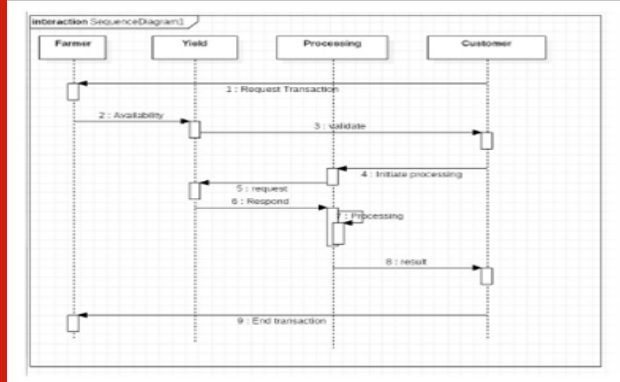 interaction SequenceDiagram1
Farmer Yield Processing Customer
1 : Request Transaction
2 : Availability
3 : validate
4 : Initiate processing
5 : request
6 : Respond
7 : Processing
8 : result
9 : End transaction